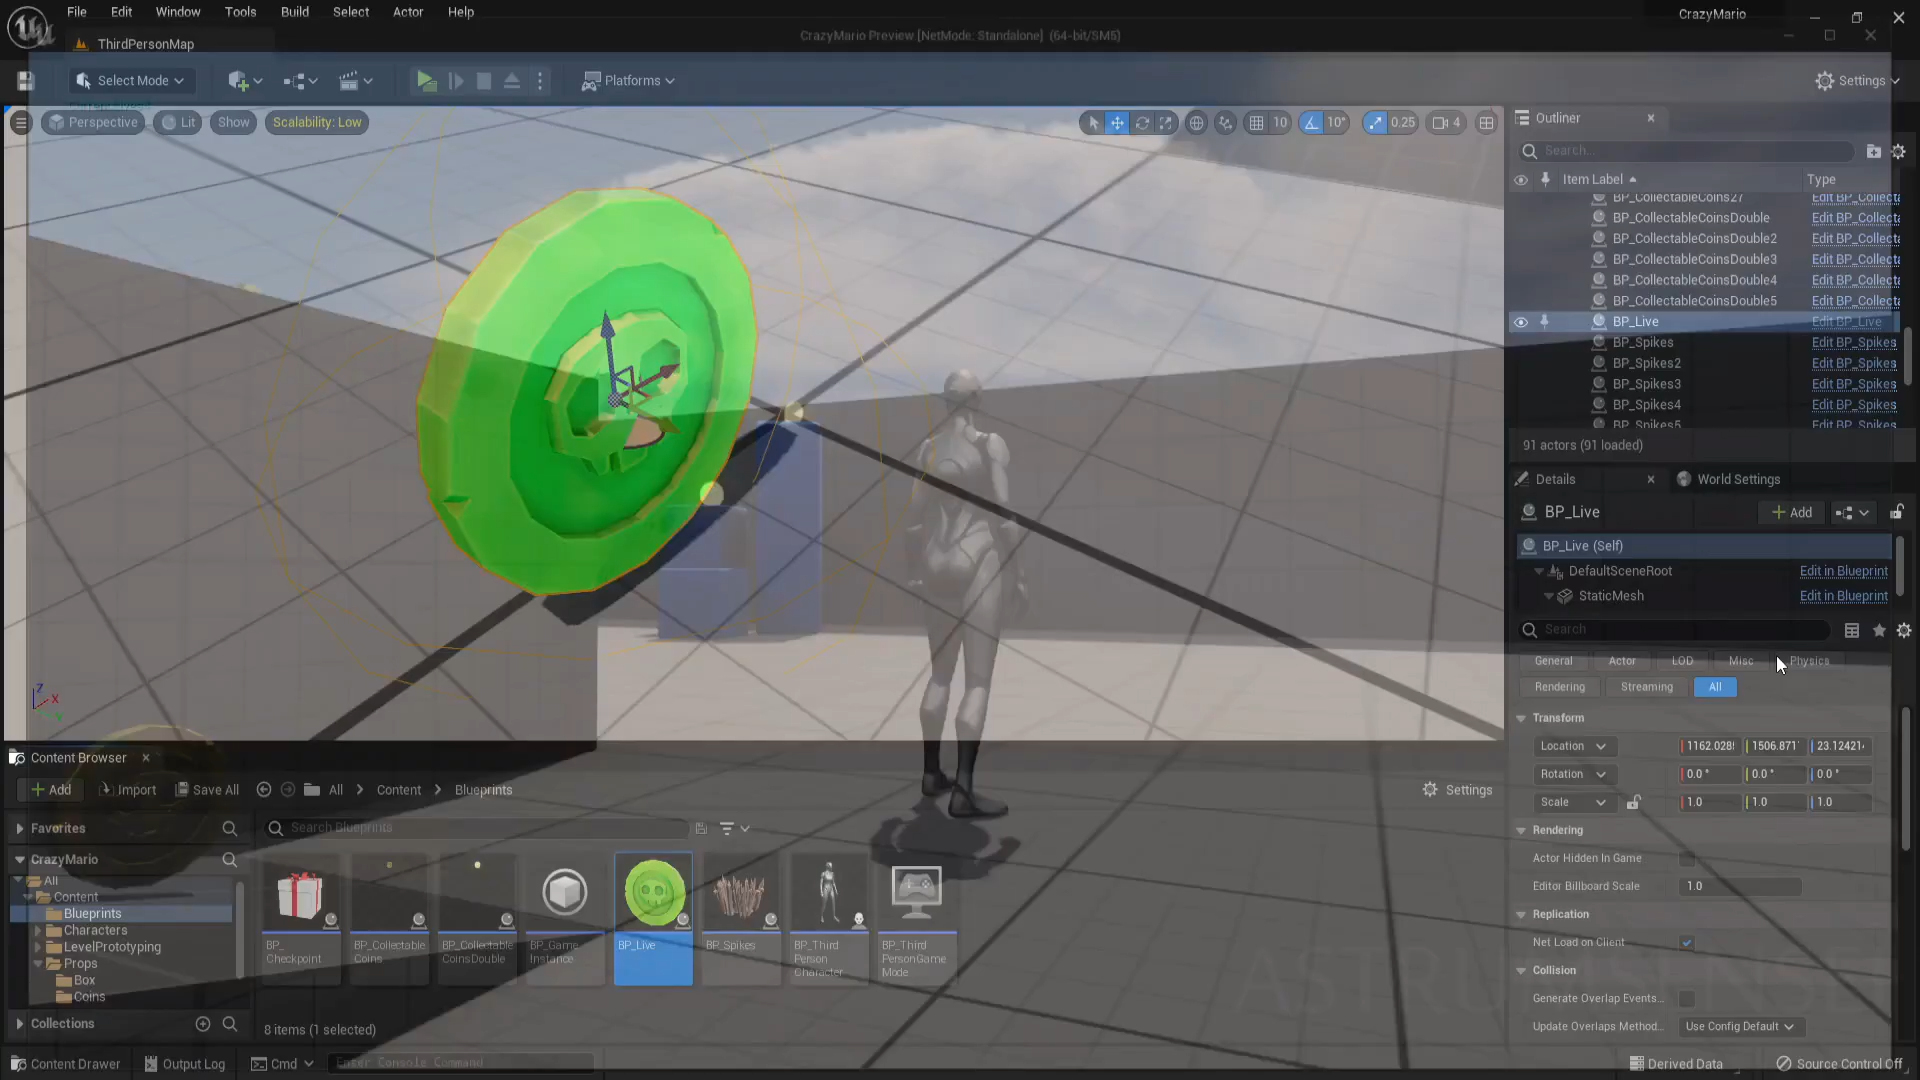 File Edit Window Tools Build Select Actor Help
CrazyMario
ThirdPersonMap
CrazyMario Preview [NetMode: Standalone] (64-bit/SM5)
Select Mode
Platforms
Settings
Perspective Lit Show Scalability: Low
10 10° 0.25 4
Outliner
Search...
Item Label Type
BP_CollectableCoins27 Edit BP_Collecta
BP_CollectableCoinsDouble Edit BP_Collecta
BP_CollectableCoinsDouble2 Edit BP_Collecta
BP_CollectableCoinsDouble3 Edit BP_Collecta
BP_CollectableCoinsDouble4 Edit BP_Collecta
BP_CollectableCoinsDouble5 Edit BP_Collecta
BP_Live Edit BP_Live
BP_Spikes Edit BP_Spikes
BP_Spikes2 Edit BP_Spikes
BP_Spikes3 Edit BP_Spikes
BP_Spikes4 Edit BP_Spikes
BP_Spikes5 Edit BP_Spikes
91 actors (91 loaded)
Details World Settings
BP_Live
Add
BP_Live (Self)
DefaultSceneRoot Edit in Blueprint
StaticMesh Edit in Blueprint
Search
General Actor LOD Misc Physics
Rendering Streaming All
Transform
Location 1162.028 1506.871 23.12421
Rotation 0.0° 0.0° 0.0°
Scale 1.0 1.0 1.0
Rendering
Actor Hidden In Game
Editor Billboard Scale 1.0
Replication
Net Load on Client
Collision
Generate Overlap Events...
Update Overlaps Method... Use Config Default
Z X Y
Content Browser
Add Import Save All All Content Blueprints
Settings
Favorites
Search Blueprints
CrazyMario
All
Content
Blueprints
Characters
LevelPrototyping
Props
Box
Coins
Collections
BP_ Checkpoint
BP_Collectable Coins
BP_Collectable CoinsDouble
BP_Game Instance
BP_Live
BP_Spikes
BP_Third Person Character
BP_Third PersonGame Mode
8 items (1 selected)
Content Drawer Output Log Cmd Enter Console Command
Derived Data Source Control Off